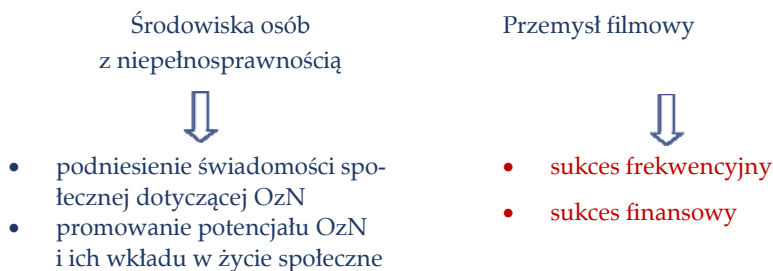 Środowiska osób
z niepełnosprawnością
• podniesienie świadomości spo-
łecznej dotyczącej OzN
• promowanie potencjału OzN
i ich wkładu w życie społeczne
Przemysł filmowy
• sukces frekwencyjny
• sukces finansowy